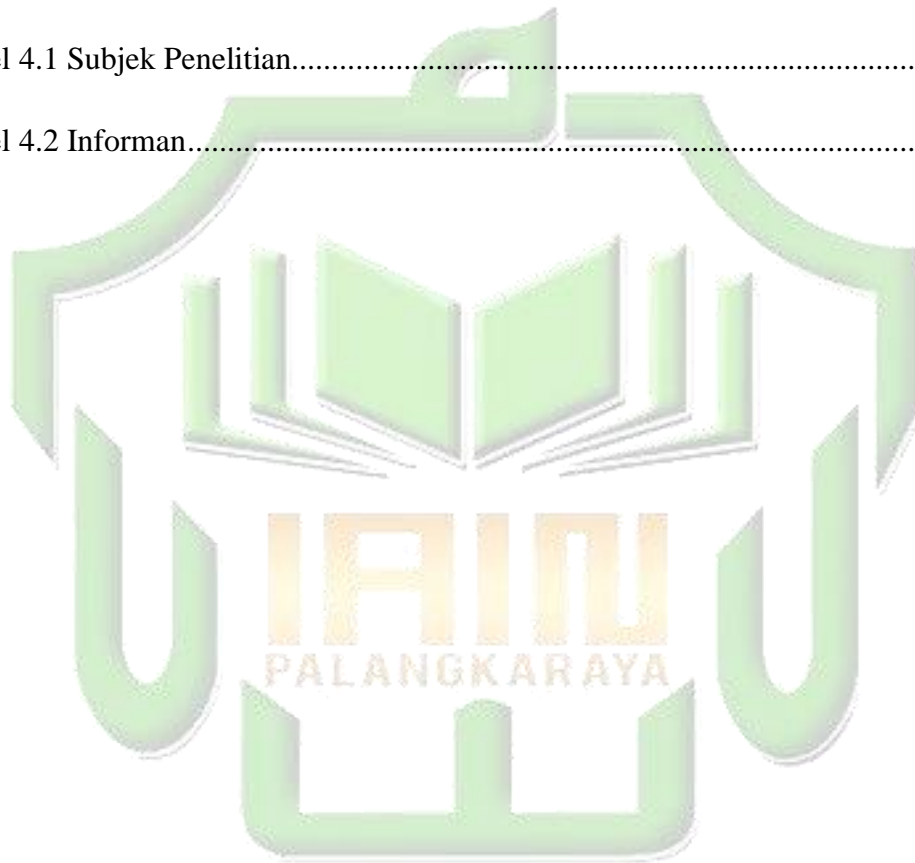 el 4.1 Subjek Penelitian..........................................................................................
el 4.2 Informan.......................................................................................................
IAIN
PALANGKARAYA